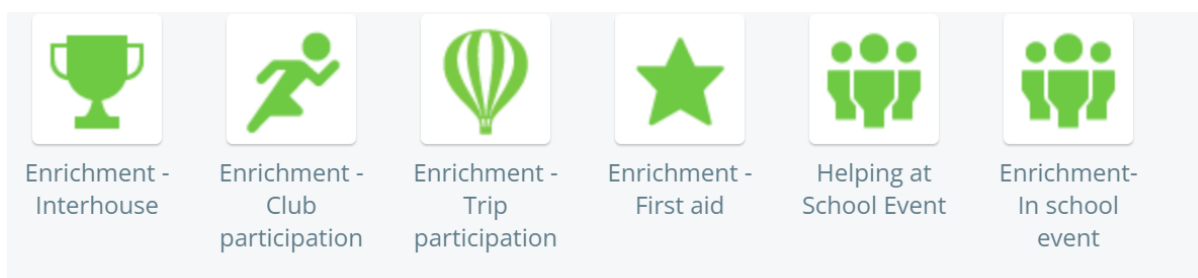 Enrichment -
Interhouse
Enrichment -
Club
participation
Enrichment -
Trip
participation
Enrichment -
First aid
Helping at
School Event
Enrichment-
In school
event